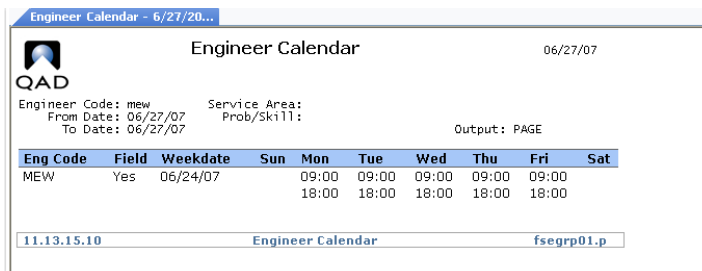 Engineer Calendar - 6/27/20...
Engineer Calendar 06/27/07
QAD
Engineer Code: mew Service Area:
From Date: 06/27/07 Prob/Skill:
To Date: 06/27/07 Output: PAGE
Eng Code Field Weekdate Sun Mon Tue Wed Thu Fri Sat
MEW Yes 06/24/07 09:00 09:00 09:00 09:00 09:00
18:00 18:00 18:00 18:00 18:00
11.13.15.10 Engineer Calendar fsegrp01.p